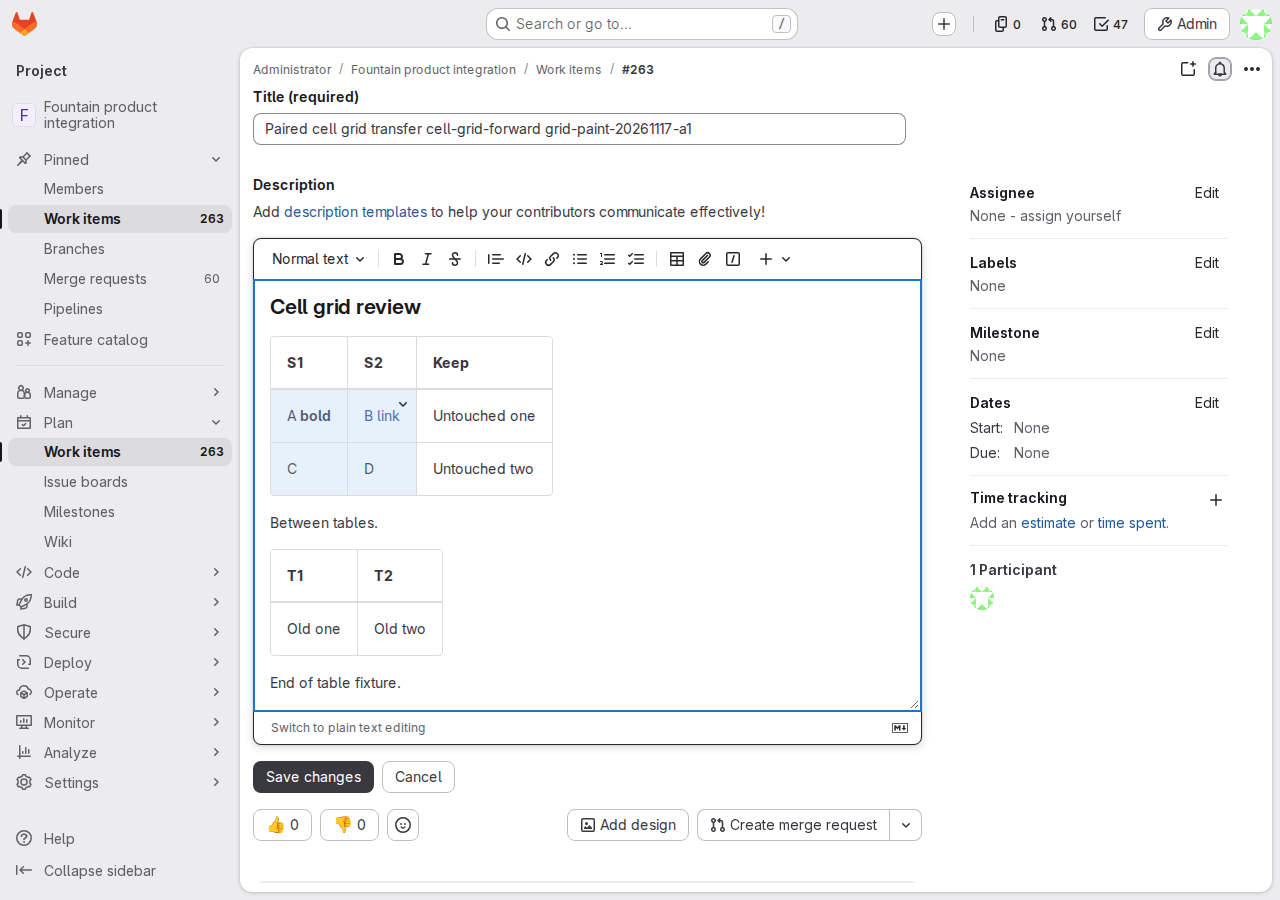 Search or go to...
/
0
60
47
Admin
Project
F
Fountain product
integration
Pinned
Members
Work items
263
Branches
Merge requests
60
Pipelines
Feature catalog
Manage
Plan
Work items
263
Issue boards
Milestones
Wiki
Code
Build
Secure
Deploy
Operate
Monitor
Analyze
Settings
Help
Collapse sidebar
Administrator / Fountain product integration / Work items / #263
Title (required)
Paired cell grid transfer cell-grid-forward grid-paint-20261117-a1
Description
Add description templates to help your contributors communicate effectively!
Normal text
Cell grid review
S1 S2 Keep
A bold B link Untouched one
C D Untouched two
Between tables.
T1 T2
Old one Old two
End of table fixture.
Switch to plain text editing
Save changes
Cancel
👍 0
👎 0
Add design
Create merge request
Assignee
Edit
None - assign yourself
Labels
Edit
None
Milestone
Edit
None
Dates
Edit
Start: None
Due: None
Time tracking
Add an estimate or time spent.
1 Participant